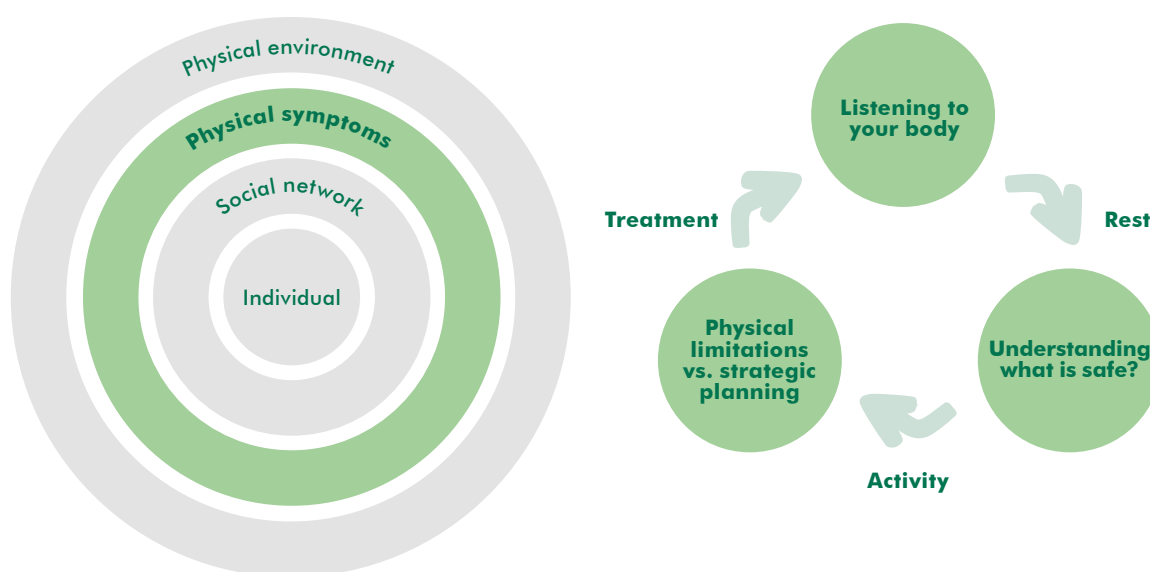 Physical environment
Physical symptoms
Social network
Individual
Listening to
your body
Treatment
Rest
Physical
limitations
vs. strategic
planning
Understanding
what is safe?
Activity